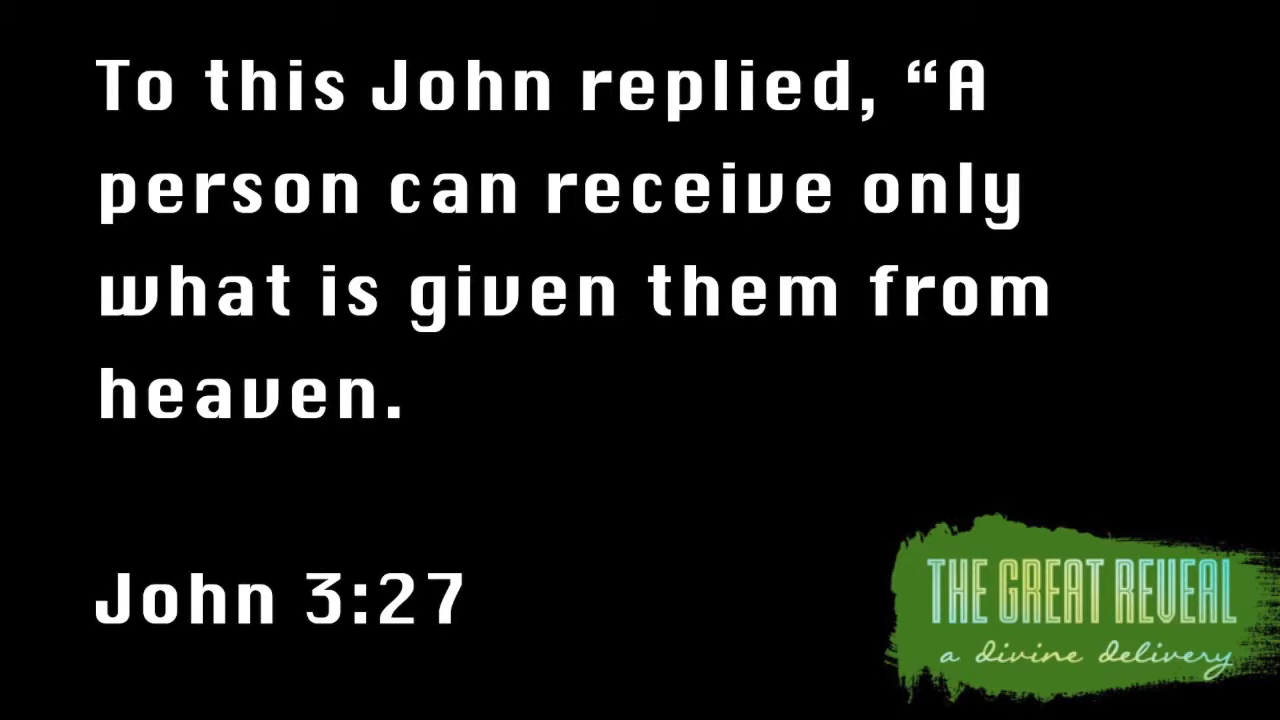 To this John replied, “A
person can receive only
what is given them from
heaven.
John 3:27
THE GREAT REVEAL
a divine delivery